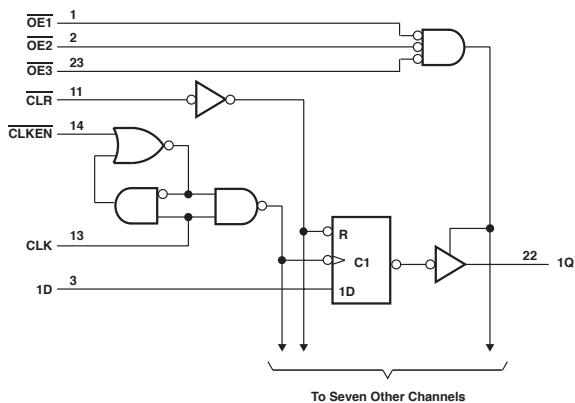 OE1 1
OE2 2
OE3 23
CLR 11
CLKEN 14
CLK 13
1D 3
R
C1
1D
22 1Q
To Seven Other Channels